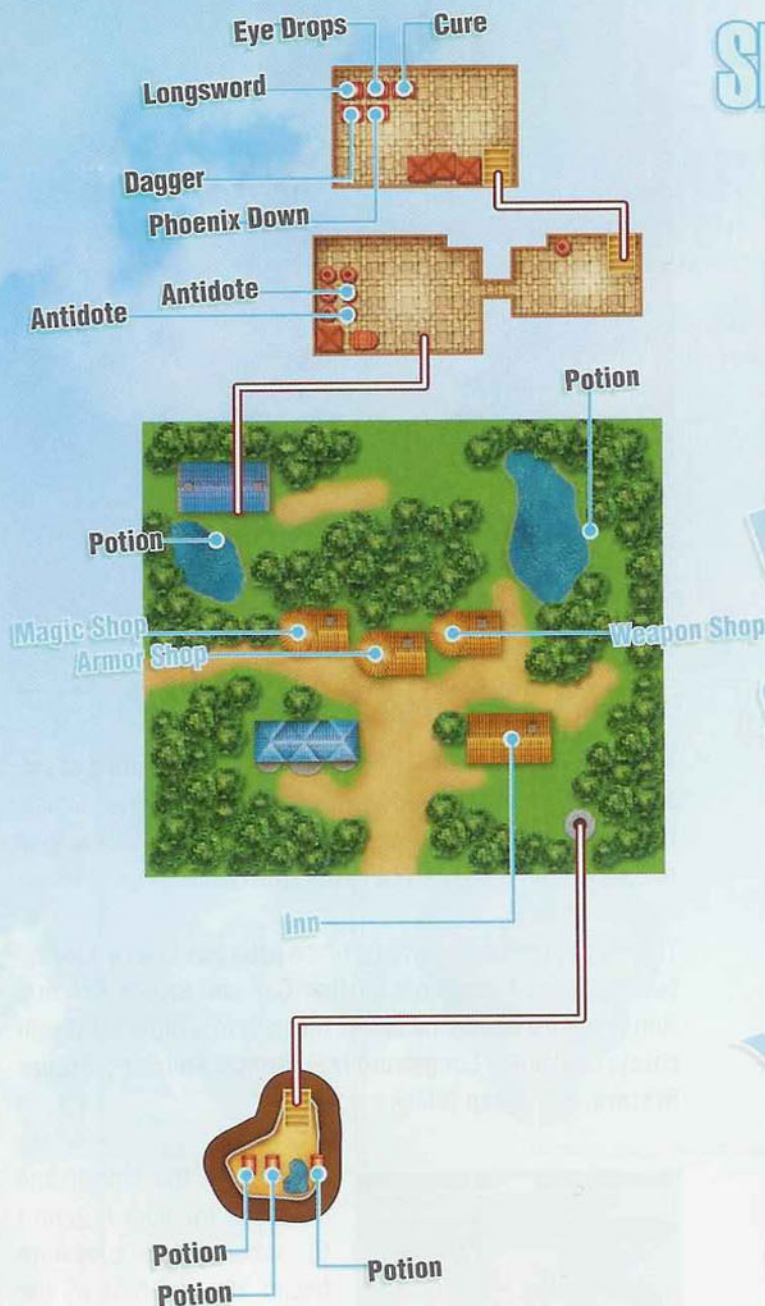 Eye Drops
Cure
Longsword
Dagger
Phoenix Down
Antidote
Antidote
Potion
Potion
Magic Shop
Armor Shop
Weapon Shop
Inn
Potion
Potion
Potion